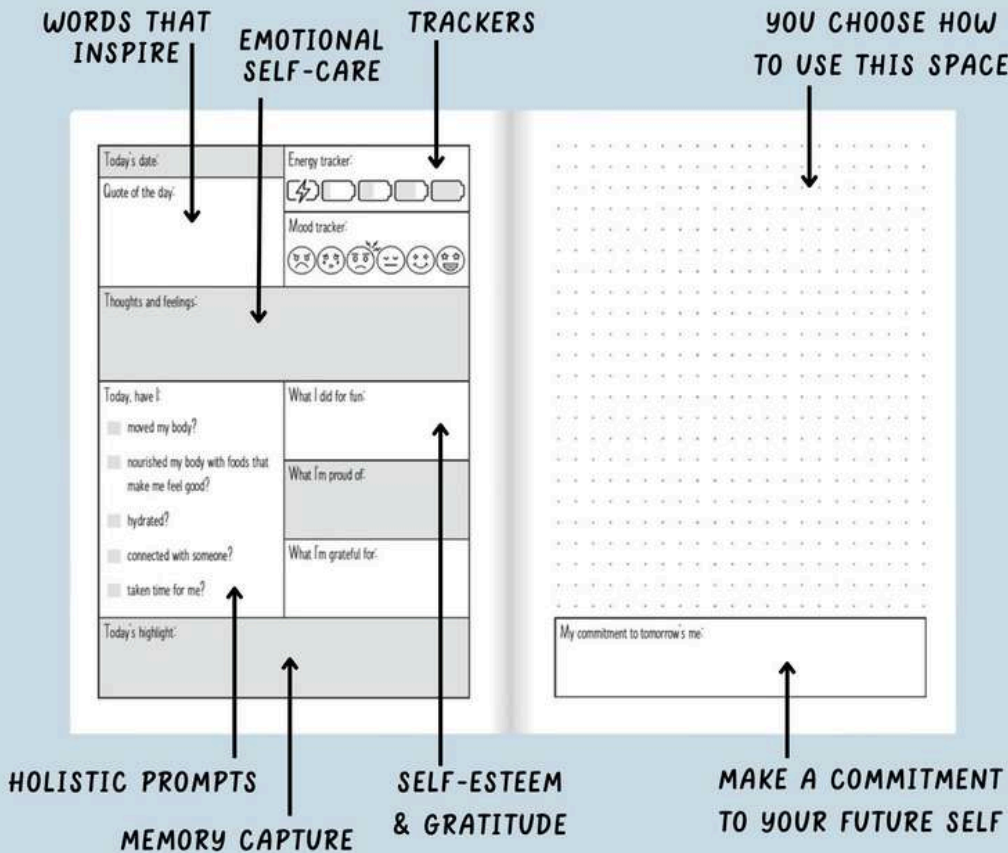 WORDS THAT
INSPIRE
EMOTIONAL
SELF-CARE
TRACKERS
YOU CHOOSE HOW
TO USE THIS SPACE
Today's date:
Energy tracker:
Quote of the day:
Mood tracker:
Thoughts and feelings:
Today, have I:
moved my body?
nourished my body with foods that
make me feel good?
hydrated?
connected with someone?
taken time for me?
What I did for fun:
What I'm proud of:
What I'm grateful for:
Today's highlight:
My commitment to tomorrow's me:
HOLISTIC PROMPTS
MEMORY CAPTURE
SELF-ESTEEM
& GRATITUDE
MAKE A COMMITMENT
TO YOUR FUTURE SELF